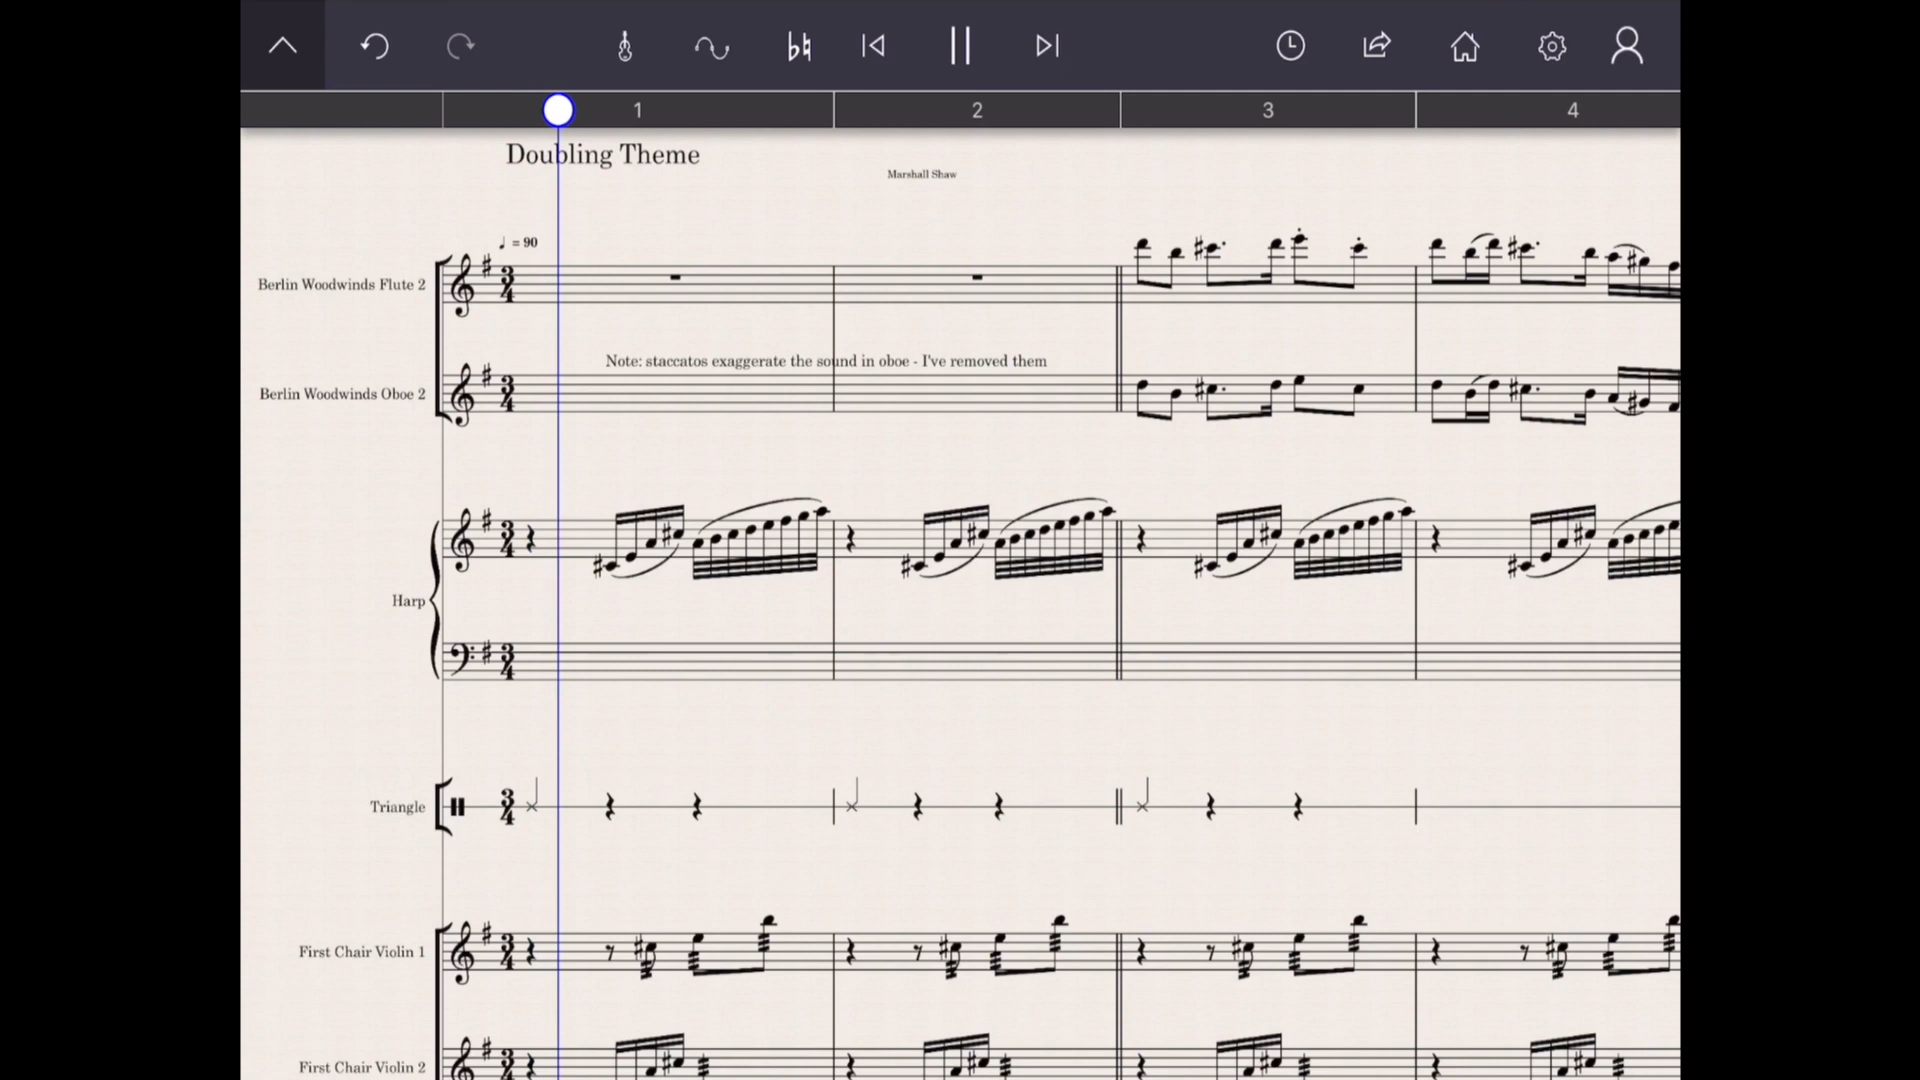 1 2 3 4
Doubling Theme
Marshall Shaw
♩ = 90
Berlin Woodwinds Flute 2
Note: staccatos exaggerate the sound in oboe - I've removed them
Berlin Woodwinds Oboe 2
Harp
Triangle
First Chair Violin 1
First Chair Violin 2